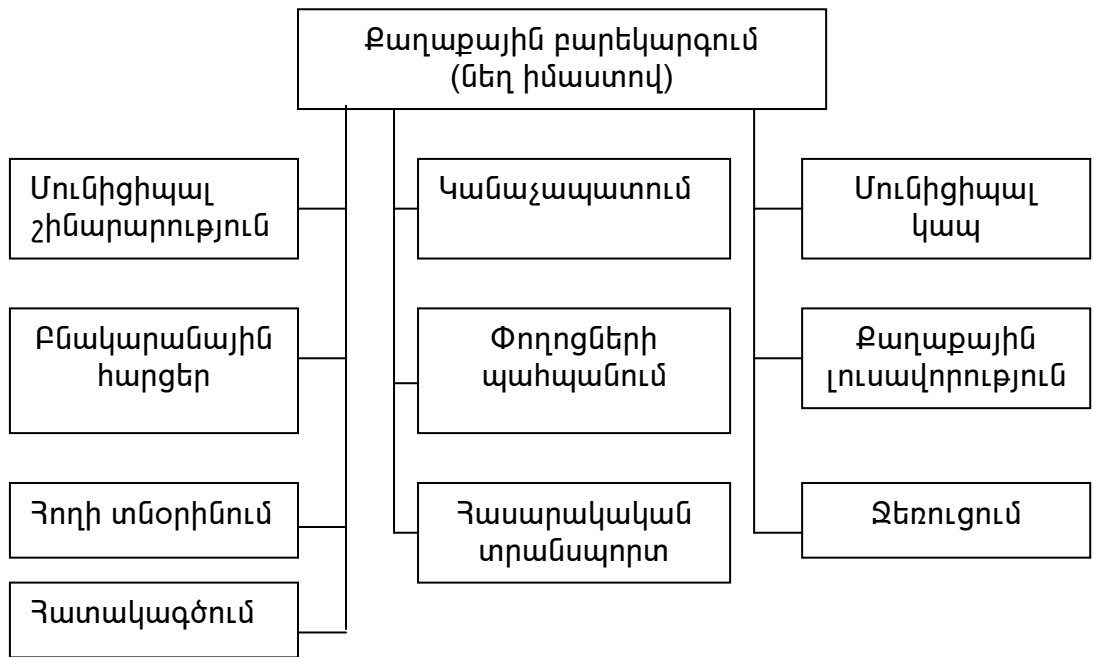 Քաղաքային բարեկարգում
(նեղ իմաստով)
Մունիցիպալ
շինարարություն
Կանաչապատում
Մունիցիպալ
կապ
Բնակարանային
հարցեր
Փողոցների
պահպանում
Քաղաքային
լուսավորություն
Հողի տնօրինում
Հասարակական
տրանսպորտ
Ջեռուցում
Հատակագծում